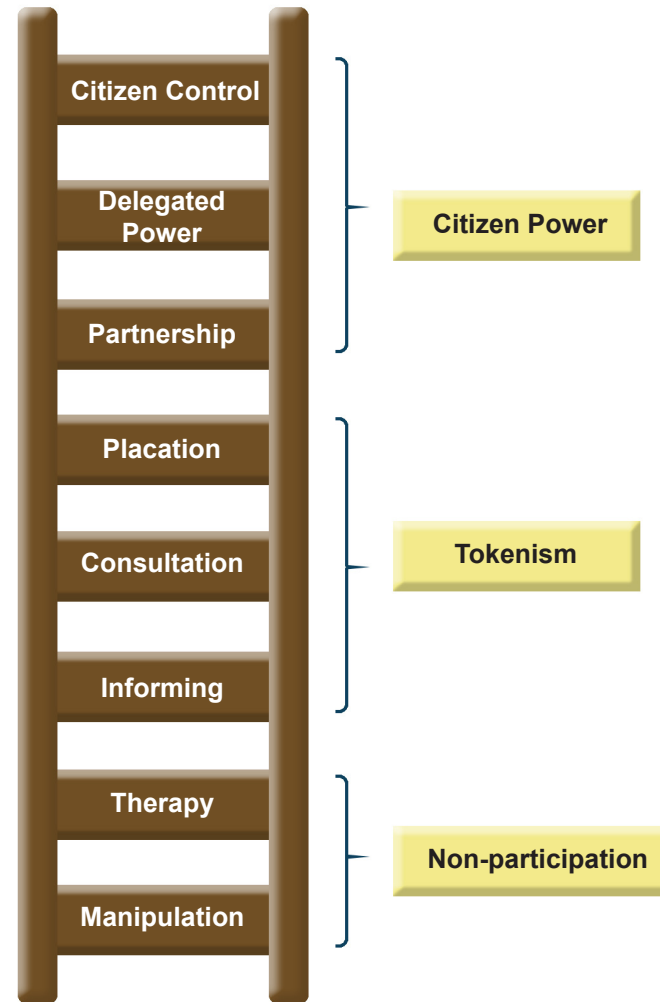 Citizen Control
Delegated
Power
Partnership
Citizen Power
Placation
Consultation
Informing
Tokenism
Therapy
Manipulation
Non-participation